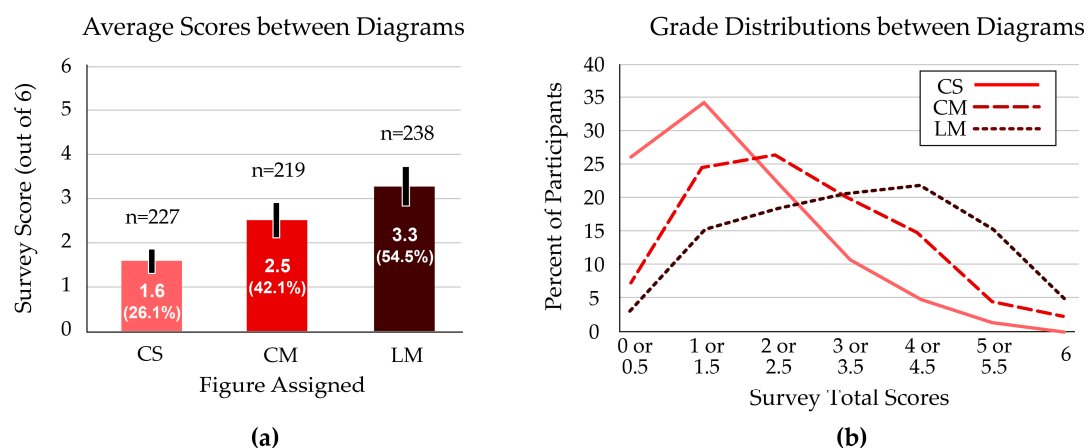 Average Scores between Diagrams
Survey Score (out of 6)
6
5
4
3
2
1
0
n=227
n=219
n=238
1.6
(26.1%)
2.5
(42.1%)
3.3
(54.5%)
CS
CM
LM
Figure Assigned
(a)
Grade Distributions between Diagrams
Percent of Participants
40
35
30
25
20
15
10
5
0
CS
CM
LM
0 or
0.5
1 or
1.5
2 or
2.5
3 or
3.5
4 or
4.5
5 or
5.5
6
Survey Total Scores
(b)